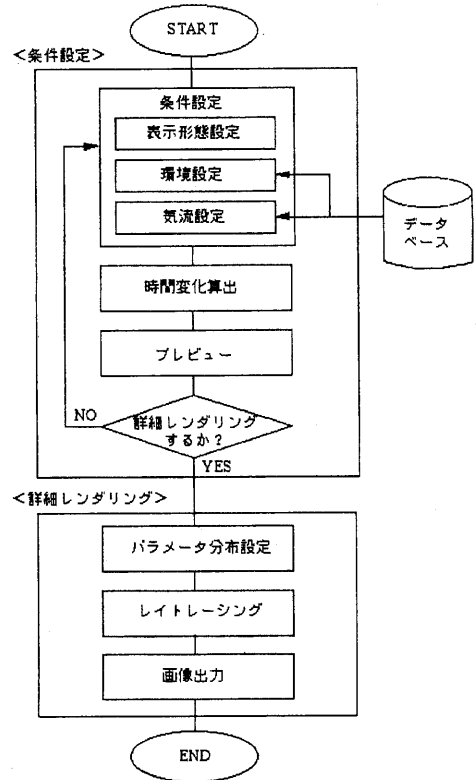 START
<条件設定>
条件設定
表示形態設定
環境設定
気流設定
データ
ベース
時間変化算出
プレビュー
詳細レンダリング
するか?
NO
YES
<詳細レンダリング>
パラメータ分布設定
レイトレーシング
画像出力
END